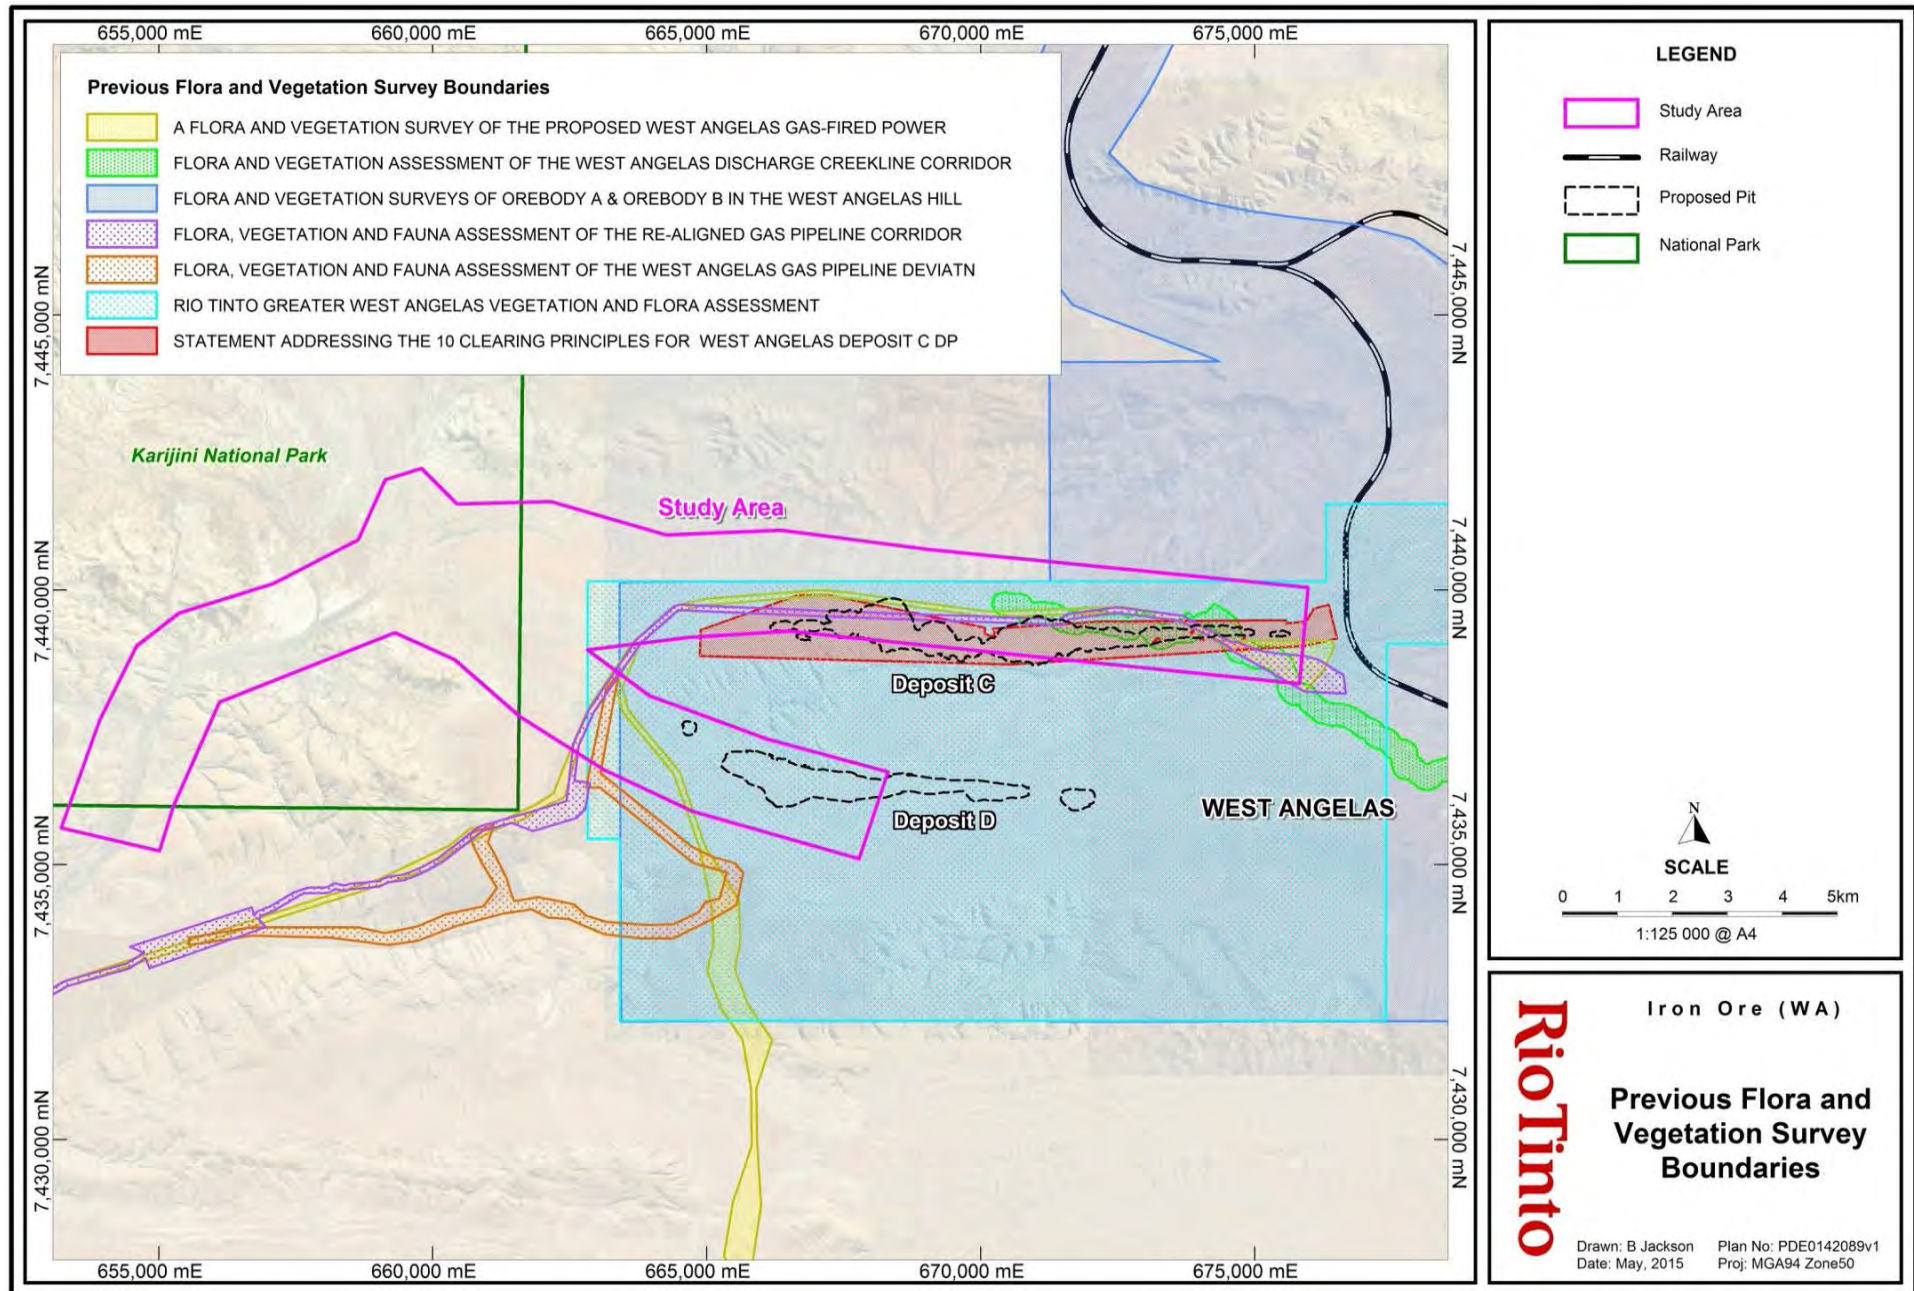 655,000 mE 660,000 mE 665,000 mE 670,000 mE 675,000 mE
Previous Flora and Vegetation Survey Boundaries
A FLORA AND VEGETATION SURVEY OF THE PROPOSED WEST ANGELAS GAS-FIRED POWER
FLORA AND VEGETATION ASSESSMENT OF THE WEST ANGELAS DISCHARGE CREEKLINE CORRIDOR
FLORA AND VEGETATION SURVEYS OF OREBODY A & OREBODY B IN THE WEST ANGELAS HILL
FLORA, VEGETATION AND FAUNA ASSESSMENT OF THE RE-ALIGNED GAS PIPELINE CORRIDOR
FLORA, VEGETATION AND FAUNA ASSESSMENT OF THE WEST ANGELAS GAS PIPELINE DEVIATN
RIO TINTO GREATER WEST ANGELAS VEGETATION AND FLORA ASSESSMENT
STATEMENT ADDRESSING THE 10 CLEARING PRINCIPLES FOR WEST ANGELAS DEPOSIT C DP
7,445,000 mN
7,440,000 mN
7,435,000 mN
7,430,000 mN
Karijini National Park
Study Area
Deposit C
Deposit D
WEST ANGELAS
7,445,000 mN
7,440,000 mN
7,435,000 mN
7,430,000 mN
655,000 mE 660,000 mE 665,000 mE 670,000 mE 675,000 mE
LEGEND
Study Area
Railway
Proposed Pit
National Park
N
SCALE
0 1 2 3 4 5km
1:125 000 @ A4
RioTinto
Iron Ore (WA)
Previous Flora and
Vegetation Survey
Boundaries
Drawn: B Jackson Plan No: PDE0142089v1
Date: May, 2015 Proj: MGA94 Zone50